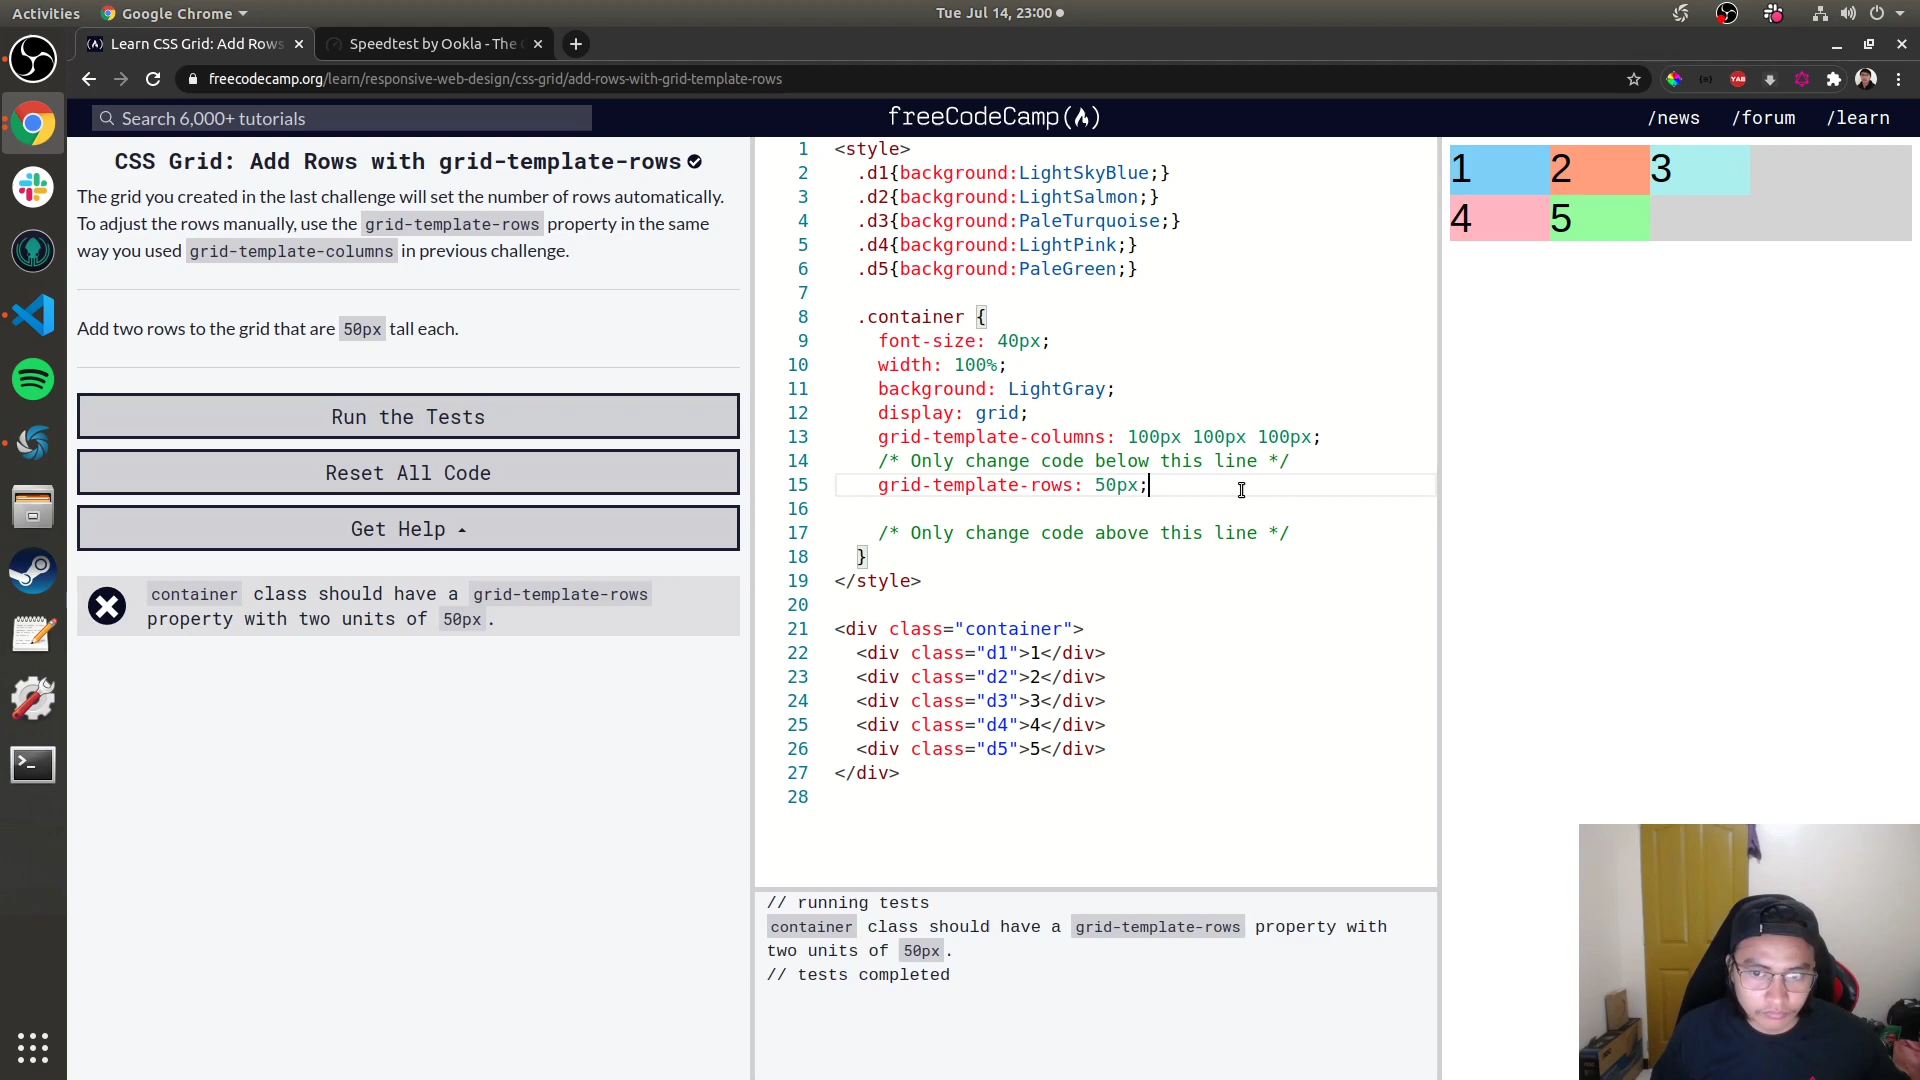 Activities
Google Chrome
Tue Jul 14, 23:00
Learn CSS Grid: Add Rows
Speedtest by Ookla - The
freecodecamp.org/learn/responsive-web-design/css-grid/add-rows-with-grid-template-rows
YAB
Search 6,000+ tutorials
freeCodeCamp
/news
/forum
/learn
CSS Grid: Add Rows with grid-template-rows
The grid you created in the last challenge will set the number of rows automatically.
To adjust the rows manually, use the grid-template-rows property in the same
way you used grid-template-columns in previous challenge.
Add two rows to the grid that are 50px tall each.
Run the Tests
Reset All Code
Get Help
container class should have a grid-template-rows
property with two units of 50px.
1 <style>
2 .d1{background:LightSkyBlue;}
3 .d2{background:LightSalmon;}
4 .d3{background:PaleTurquoise;}
5 .d4{background:LightPink;}
6 .d5{background:PaleGreen;}
7
8 .container {
9 font-size: 40px;
10 width: 100%;
11 background: LightGray;
12 display: grid;
13 grid-template-columns: 100px 100px 100px;
14 /* Only change code below this line */
15 grid-template-rows: 50px;
16
17 /* Only change code above this line */
18 }
19 </style>
20
21 <div class="container">
22 <div class="d1">1</div>
23 <div class="d2">2</div>
24 <div class="d3">3</div>
25 <div class="d4">4</div>
26 <div class="d5">5</div>
27 </div>
28
// running tests
container class should have a grid-template-rows property with
two units of 50px.
// tests completed
1 2 3
4 5